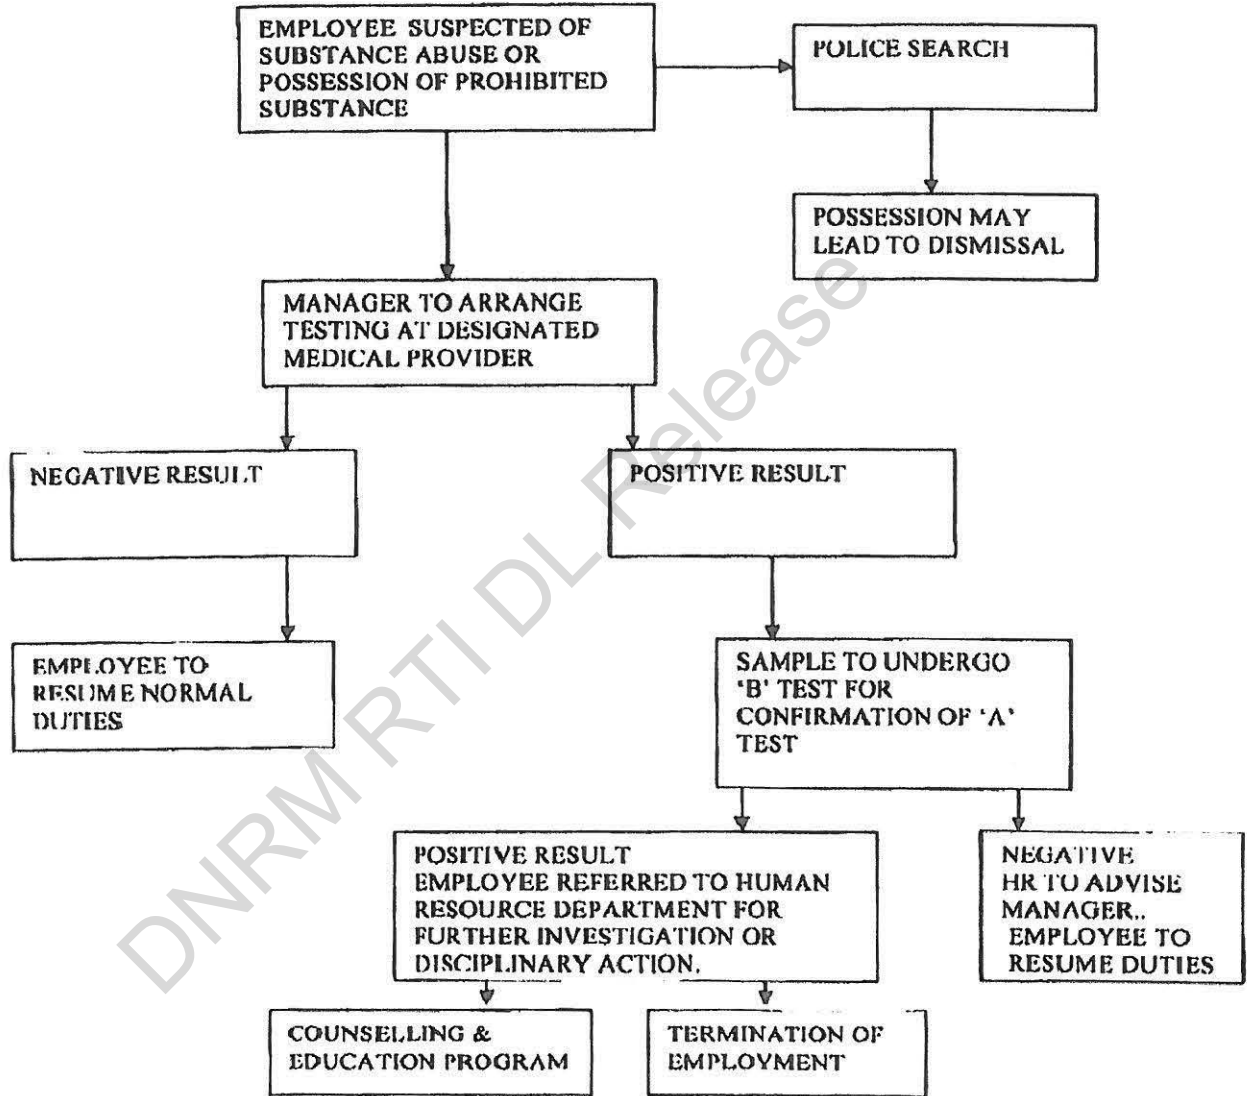 EMPLOYEE SUSPECTED OF
SUBSTANCE ABUSE OR
POSSESSION OF PROHIBITED
SUBSTANCE
POLICE SEARCH
POSSESSION MAY
LEAD TO DISMISSAL
MANAGER TO ARRANGE
TESTING AT DESIGNATED
MEDICAL PROVIDER
NEGATIVE RESULT
POSITIVE RESULT
EMPLOYEE TO
RESUME NORMAL
DUTIES
SAMPLE TO UNDERGO
‘B’ TEST FOR
CONFIRMATION OF ‘A’
TEST
POSITIVE RESULT
EMPLOYEE REFERRED TO HUMAN
RESOURCE DEPARTMENT FOR
FURTHER INVESTIGATION OR
DISCIPLINARY ACTION.
NEGATIVE
HR TO ADVISE
MANAGER..
EMPLOYEE TO
RESUME DUTIES
COUNSELLING &
EDUCATION PROGRAM
TERMINATION OF
EMPLOYMENT
DNRM RTI DL Release